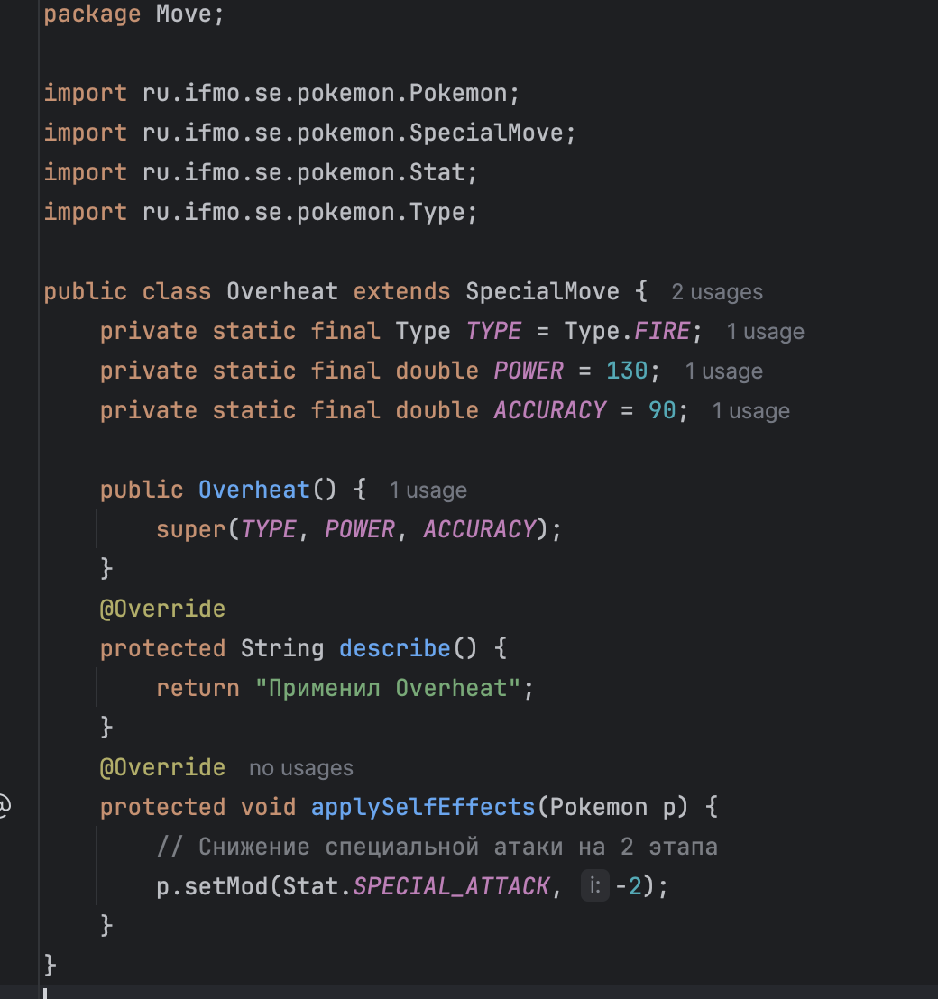 package Move;
import ru.ifmo.se.pokemon.Pokemon;
import ru.ifmo.se.pokemon.SpecialMove;
import ru.ifmo.se.pokemon.Stat;
import ru.ifmo.se.pokemon.Type;
public class Overheat extends SpecialMove { 2 usages
private static final Type TYPE = Type.FIRE; 1 usage
private static final double POWER = 130; 1 usage
private static final double ACCURACY = 90; 1 usage
public Overheat() { 1 usage
super(TYPE, POWER, ACCURACY);
}
@Override
protected String describe() {
return "Применил Overheat";
}
@Override no usages
@ protected void applySelfEffects(Pokemon p) {
// Снижение специальной атаки на 2 этапа
p.setMod(Stat.SPECIAL_ATTACK, i: -2);
}
}